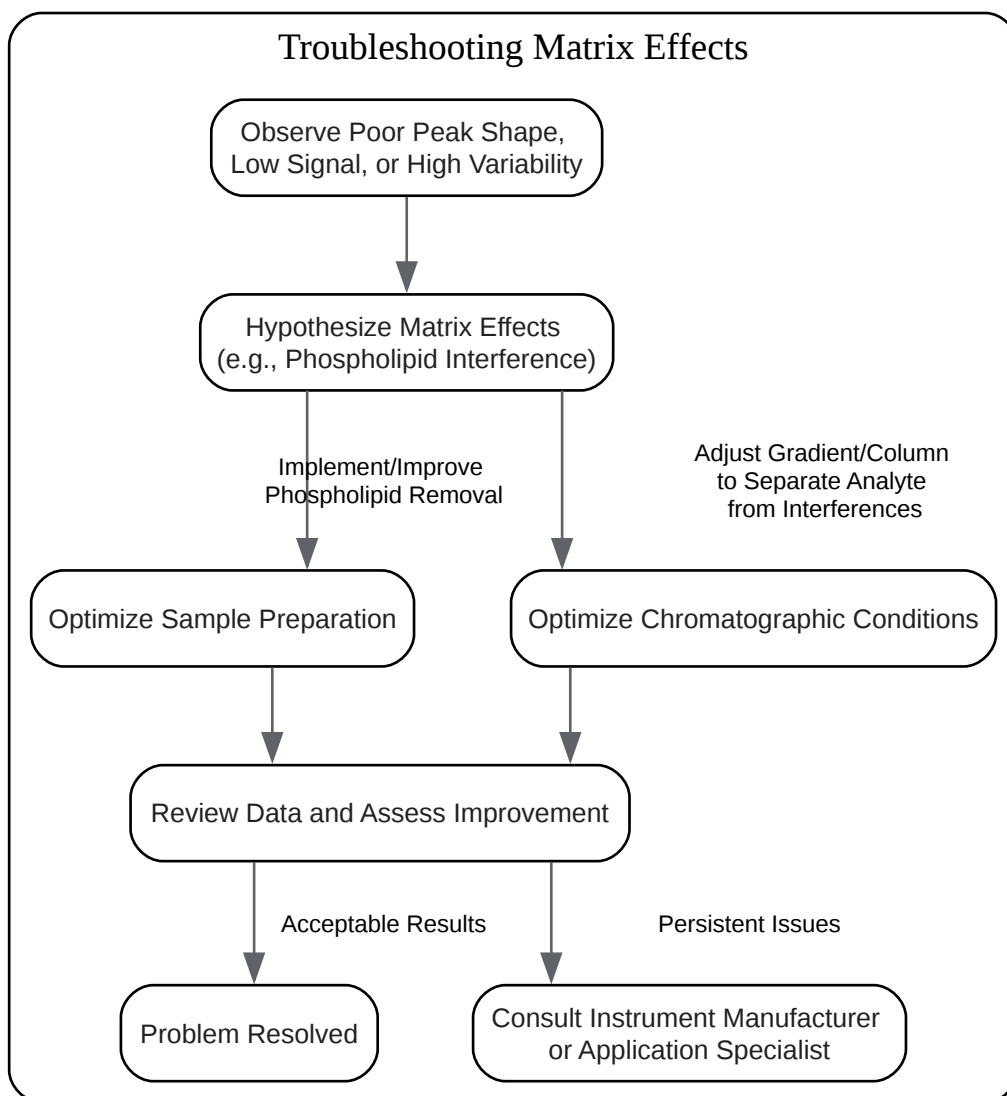 Troubleshooting Matrix Effects
Observe Poor Peak Shape,
Low Signal, or High Variability
Hypothesize Matrix Effects
(e.g., Phospholipid Interference)
Implement/Improve
Phospholipid Removal
Adjust Gradient/Column
to Separate Analyte
from Interferences
Optimize Sample Preparation
Optimize Chromatographic Conditions
Review Data and Assess Improvement
Acceptable Results
Persistent Issues
Problem Resolved
Consult Instrument Manufacturer
or Application Specialist